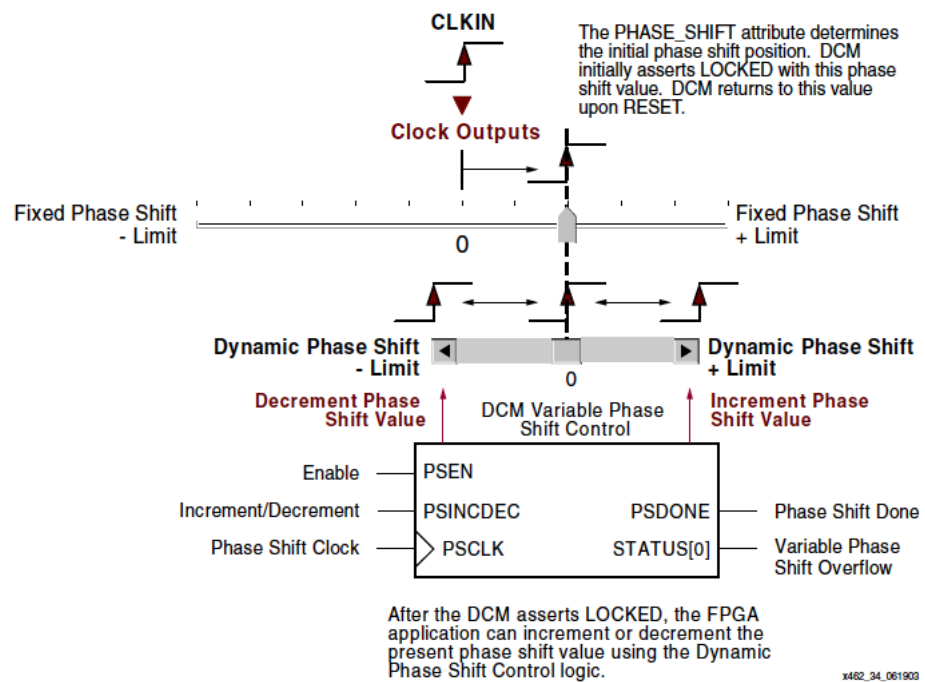 CLKIN
The PHASE_SHIFT attribute determines
the initial phase shift position. DCM
initially asserts LOCKED with this phase
shift value. DCM returns to this value
upon RESET.
Clock Outputs
Fixed Phase Shift
- Limit
0
Fixed Phase Shift
+ Limit
Dynamic Phase Shift
- Limit
0
Dynamic Phase Shift
+ Limit
Decrement Phase
Shift Value
DCM Variable Phase
Shift Control
Increment Phase
Shift Value
Enable
PSEN
Increment/Decrement
PSINCDEC
PSDONE
Phase Shift Done
Phase Shift Clock
PSCLK
STATUS[0]
Variable Phase
Shift Overflow
After the DCM asserts LOCKED, the FPGA
application can increment or decrement the
present phase shift value using the Dynamic
Phase Shift Control logic.
x462_34_061903